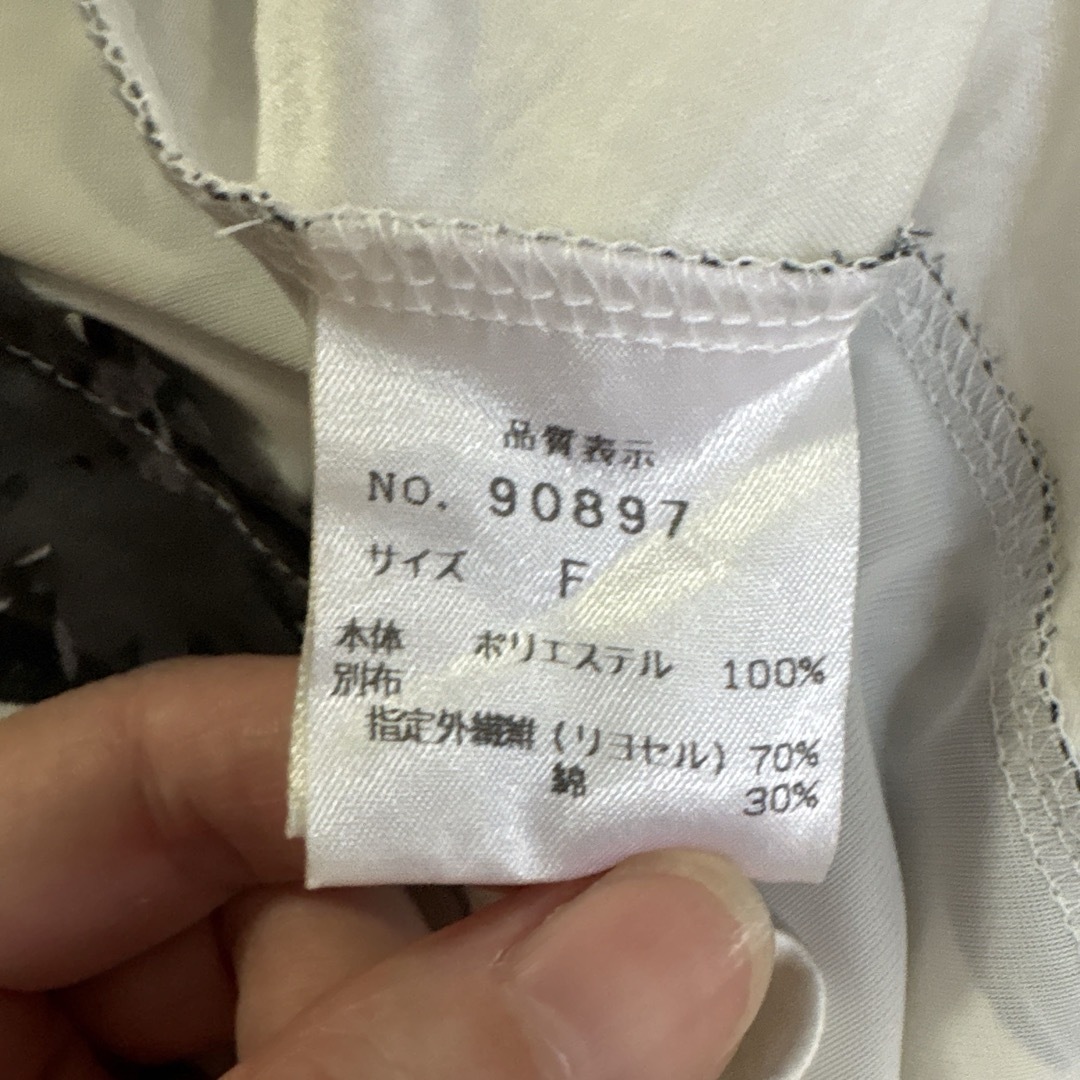 品質表示
NO. 90897
サイズ F
本体 ポリエステル 100%
別布
指定外繊維 (リヨセル) 70%
綿 30%